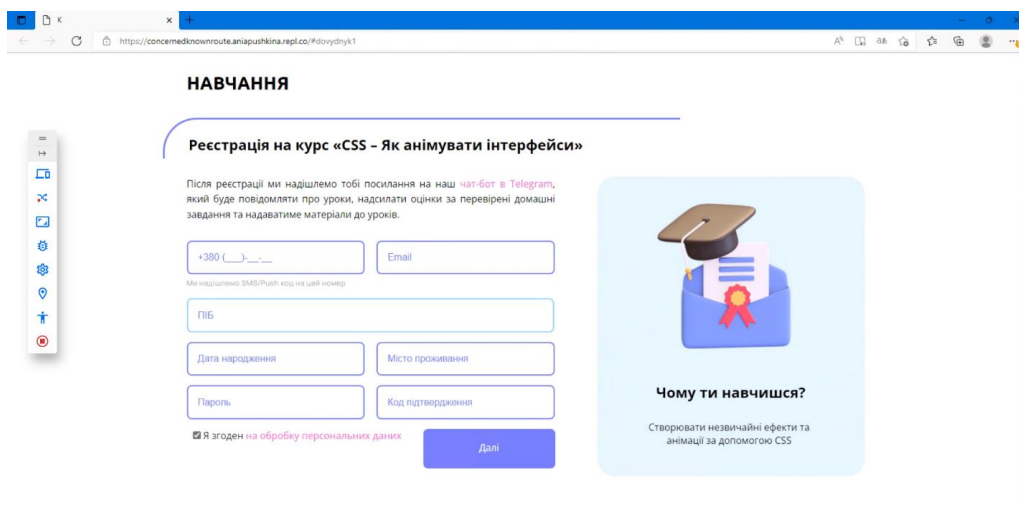 К
https://concernedknownroute.aniapushkina.repl.co/#dovydnyk1
НАВЧАННЯ
Реєстрація на курс «CSS – Як анімувати інтерфейси»
Після реєстрації ми надішлемо тобі посилання на наш чат-бот в Telegram,
який буде повідомляти про уроки, надсилати оцінки за перевірені домашні
завдання та надаватиме матеріали до уроків.
+380 (___)-__-__
Email
Ми надішлемо SMS/Push код на цей номер
ПІБ
Дата народження
Місто проживання
Пароль
Код підтвердження
Я згоден на обробку персональних даних
Далі
Чому ти навчишся?
Створювати незвичайні ефекти та
анімації за допомогою CSS